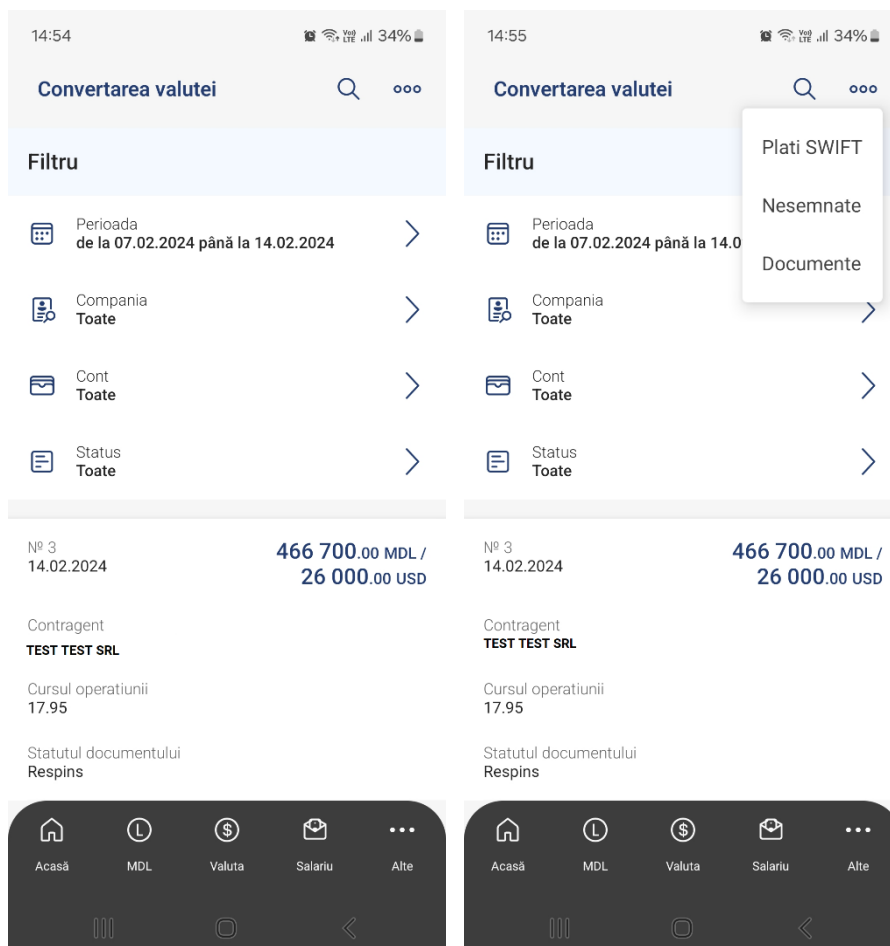 14:54 Voº LTE 34%
Convertarea valutei
Filtru
Perioada
de la 07.02.2024 până la 14.02.2024
Compania
Toate
Cont
Toate
Status
Toate
Nº 3
14.02.2024
466 700.00 MDL /
26 000.00 USD
Contragent
TEST TEST SRL
Cursul operatiunii
17.95
Statutul documentului
Respins
Acasă MDL Valuta Salariu Alte
14:55 Voº LTE 34%
Convertarea valutei
Plati SWIFT
Nesemnate
Documente
Filtru
Perioada
de la 07.02.2024 până la 14.0
Compania
Toate
Cont
Toate
Status
Toate
Nº 3
14.02.2024
466 700.00 MDL /
26 000.00 USD
Contragent
TEST TEST SRL
Cursul operatiunii
17.95
Statutul documentului
Respins
Acasă MDL Valuta Salariu Alte